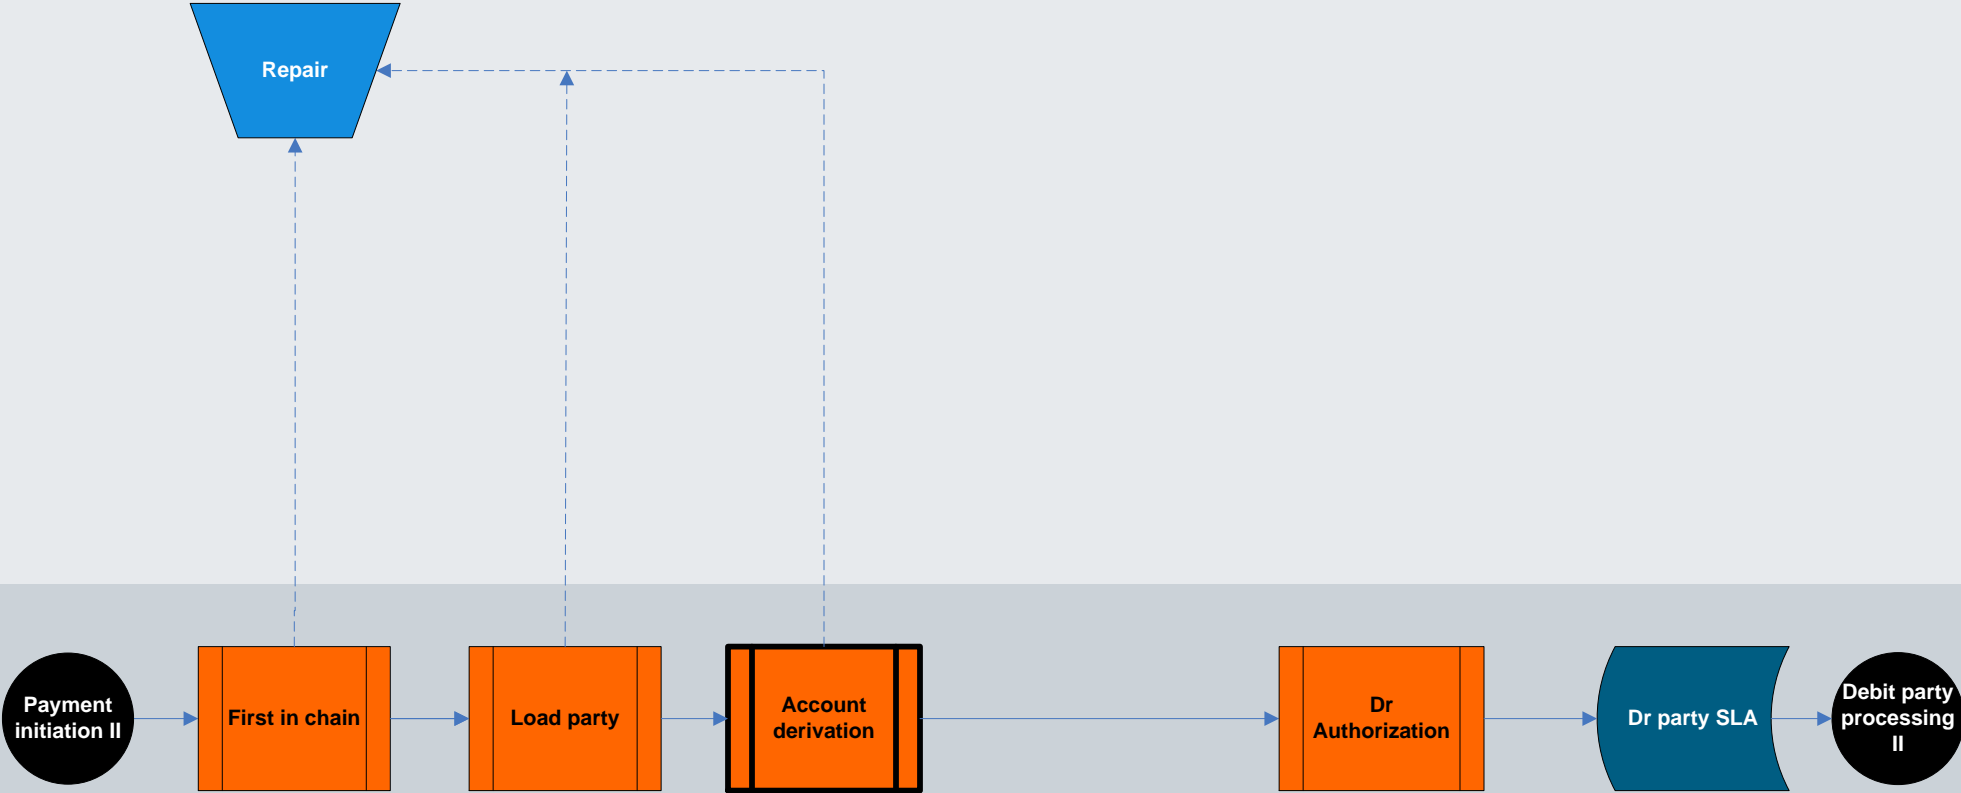 Repair
Payment
initiation II
First in chain
Load party
Account
derivation
Dr
Authorization
Dr party SLA
Debit party
processing
II